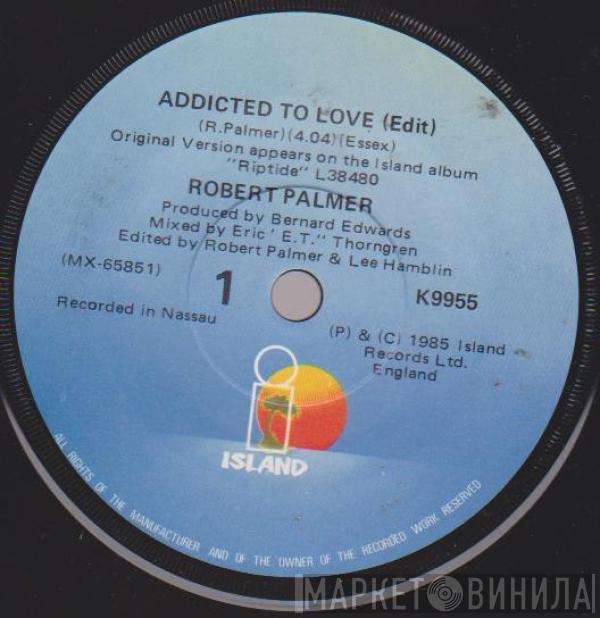 ADDICTED TO LOVE (Edit)
(R.Palmer)(4.04)(Essex)
Original Version appears on the Island album
"Riptide" L38480
ROBERT PALMER
Produced by Bernard Edwards
Mixed by Eric ' E.T." Thorngren
Edited by Robert Palmer & Lee Hamblin
(MX-65851)
1
K9955
Recorded in Nassau
(P) & (C) 1985 Island
Records Ltd.
England
ISLAND
ALL RIGHTS OF THE MANUFACTURER AND OF THE OWNER OF THE RECORDED WORK RESERVED
МАРКЕТ ВИНИЛА